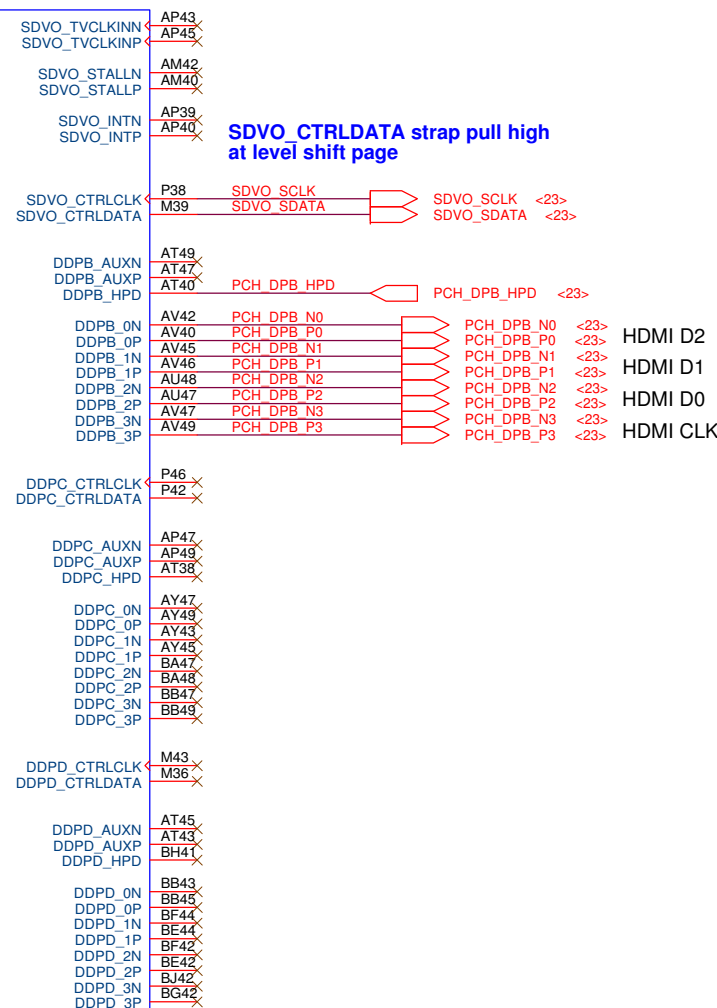 SDVO_TVCLKINN AP43
SDVO_TVCLKINP AP45
SDVO_STALLN AM42
SDVO_STALLP AM40
SDVO_INTN AP39
SDVO_INTP AP40
SDVO_CTRLDATA strap pull high
at level shift page
SDVO_CTRLCLK P38 SDVO_SCLK SDVO_SCLK <23>
SDVO_CTRLDATA M39 SDVO_SDATA SDVO_SDATA <23>
DDPB_AUXN AT49
DDPB_AUXP AT47
DDPB_HPD AT40 PCH_DPB_HPD PCH_DPB_HPD <23>
DDPB_0N AV42 PCH_DPB_N0 PCH_DPB_N0 <23>
DDPB_0P AV40 PCH_DPB_P0 PCH_DPB_P0 <23> HDMI D2
DDPB_1N AV45 PCH_DPB_N1 PCH_DPB_N1 <23>
DDPB_1P AV46 PCH_DPB_P1 PCH_DPB_P1 <23> HDMI D1
DDPB_2N AU48 PCH_DPB_N2 PCH_DPB_N2 <23>
DDPB_2P AU47 PCH_DPB_P2 PCH_DPB_P2 <23> HDMI D0
DDPB_3N AV47 PCH_DPB_N3 PCH_DPB_N3 <23>
DDPB_3P AV49 PCH_DPB_P3 PCH_DPB_P3 <23> HDMI CLK
DDPC_CTRLCLK P46
DDPC_CTRLDATA P42
DDPC_AUXN AP47
DDPC_AUXP AP49
DDPC_HPD AT38
DDPC_0N AY47
DDPC_0P AY49
DDPC_1N AY43
DDPC_1P AY45
DDPC_2N BA47
DDPC_2P BA48
DDPC_3N BB47
DDPC_3P BB49
DDPD_CTRLCLK M43
DDPD_CTRLDATA M36
DDPD_AUXN AT45
DDPD_AUXP AT43
DDPD_HPD BH41
DDPD_0N BB43
DDPD_0P BB45
DDPD_1N BF44
DDPD_1P BE44
DDPD_2N BF42
DDPD_2P BE42
DDPD_3N BJ42
DDPD_3P BG42